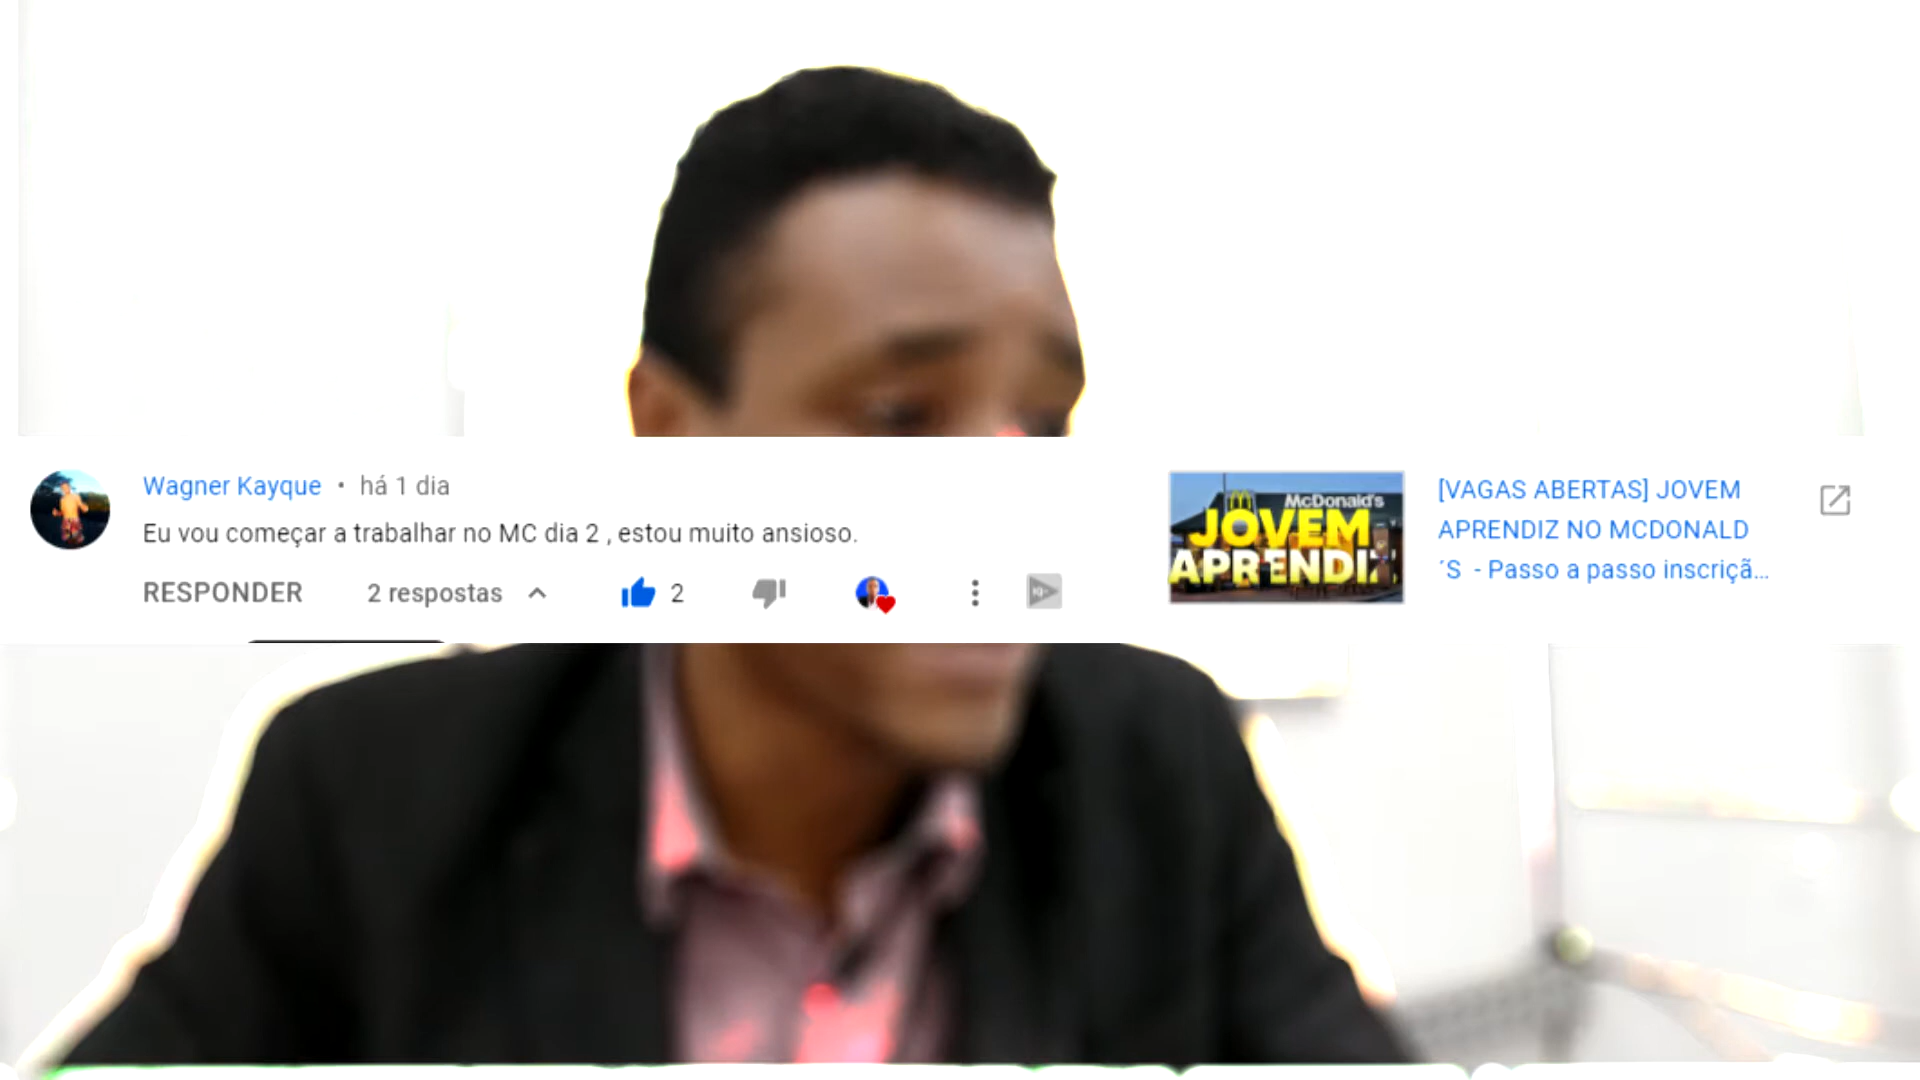 Wagner Kayque • há 1 dia
Eu vou começar a trabalhar no MC dia 2 , estou muito ansioso.
RESPONDER 2 respostas 2
McDonald's
JOVEM
APRENDIZ
[VAGAS ABERTAS] JOVEM
APRENDIZ NO MCDONALD
´S - Passo a passo inscriçã...